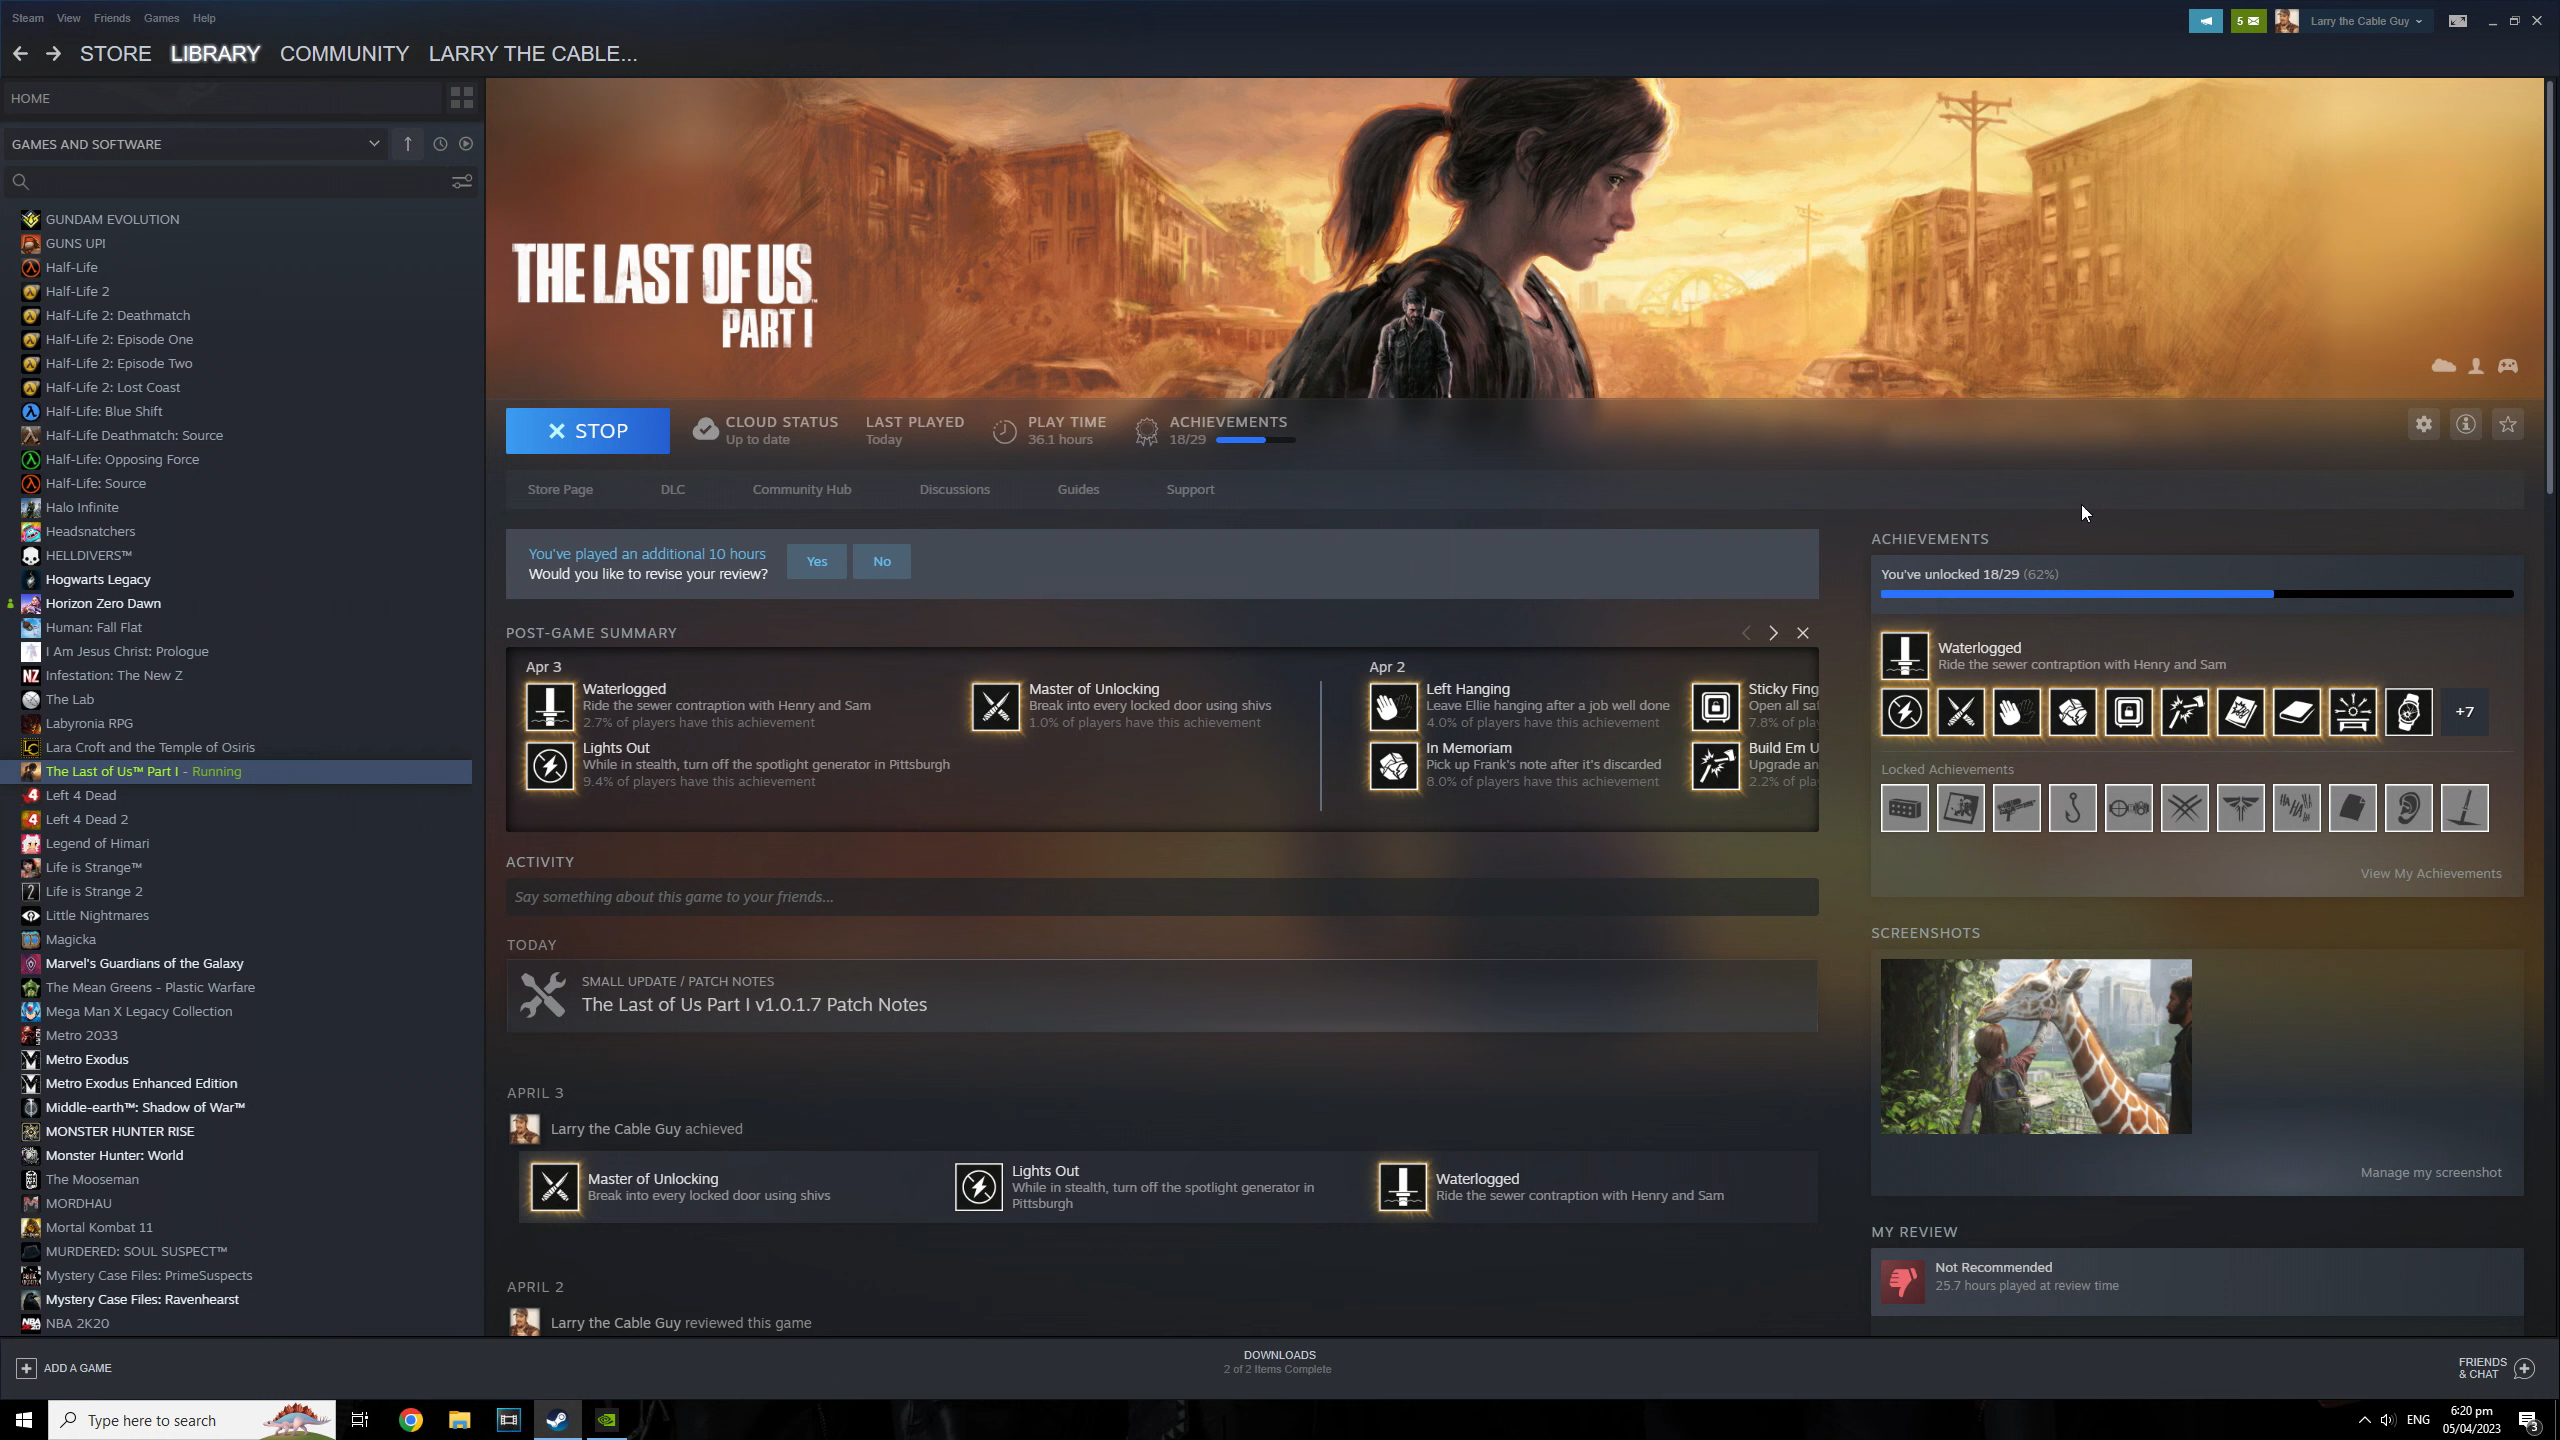 Steam View Friends Games Help
5
Larry the Cable Guy
STORE LIBRARY COMMUNITY LARRY THE CABLE...
HOME
GAMES AND SOFTWARE
GUNDAM EVOLUTION
GUNS UP!
Half-Life
Half-Life 2
Half-Life 2: Deathmatch
Half-Life 2: Episode One
Half-Life 2: Episode Two
Half-Life 2: Lost Coast
Half-Life: Blue Shift
Half-Life Deathmatch: Source
Half-Life: Opposing Force
Half-Life: Source
Halo Infinite
Headsnatchers
HELLDIVERS™
Hogwarts Legacy
Horizon Zero Dawn
Human: Fall Flat
I Am Jesus Christ: Prologue
Infestation: The New Z
The Lab
Labyronia RPG
Lara Croft and the Temple of Osiris
The Last of Us™ Part I - Running
Left 4 Dead
Left 4 Dead 2
Legend of Himari
Life is Strange™
Life is Strange 2
Little Nightmares
Magicka
Marvel's Guardians of the Galaxy
The Mean Greens - Plastic Warfare
Mega Man X Legacy Collection
Metro 2033
Metro Exodus
Metro Exodus Enhanced Edition
Middle-earth™: Shadow of War™
MONSTER HUNTER RISE
Monster Hunter: World
The Mooseman
MORDHAU
Mortal Kombat 11
MURDERED: SOUL SUSPECT™
Mystery Case Files: PrimeSuspects
Mystery Case Files: Ravenhearst
NBA 2K20
THE LAST OF US™
PART I
STOP
CLOUD STATUS
Up to date
LAST PLAYED
Today
PLAY TIME
36.1 hours
ACHIEVEMENTS
18/29
Store Page DLC Community Hub Discussions Guides Support
You've played an additional 10 hours
Would you like to revise your review?
Yes
No
POST-GAME SUMMARY
Apr 3
Waterlogged
Ride the sewer contraption with Henry and Sam
2.7% of players have this achievement
Master of Unlocking
Break into every locked door using shivs
1.0% of players have this achievement
Lights Out
While in stealth, turn off the spotlight generator in Pittsburgh
9.4% of players have this achievement
Apr 2
Left Hanging
Leave Ellie hanging after a job well done
4.0% of players have this achievement
Sticky Fing
Open all saf
7.8% of play
In Memoriam
Pick up Frank's note after it's discarded
8.0% of players have this achievement
Build Em U
Upgrade an
2.2% of play
ACTIVITY
Say something about this game to your friends...
TODAY
SMALL UPDATE / PATCH NOTES
The Last of Us Part I v1.0.1.7 Patch Notes
APRIL 3
Larry the Cable Guy achieved
Master of Unlocking
Break into every locked door using shivs
Lights Out
While in stealth, turn off the spotlight generator in
Pittsburgh
Waterlogged
Ride the sewer contraption with Henry and Sam
APRIL 2
Larry the Cable Guy reviewed this game
ACHIEVEMENTS
You've unlocked 18/29 (62%)
Waterlogged
Ride the sewer contraption with Henry and Sam
+7
Locked Achievements
View My Achievements
SCREENSHOTS
Manage my screenshot
MY REVIEW
Not Recommended
25.7 hours played at review time
ADD A GAME
DOWNLOADS
2 of 2 Items Complete
FRIENDS
& CHAT
Type here to search
ENG
6:20 pm
05/04/2023
3